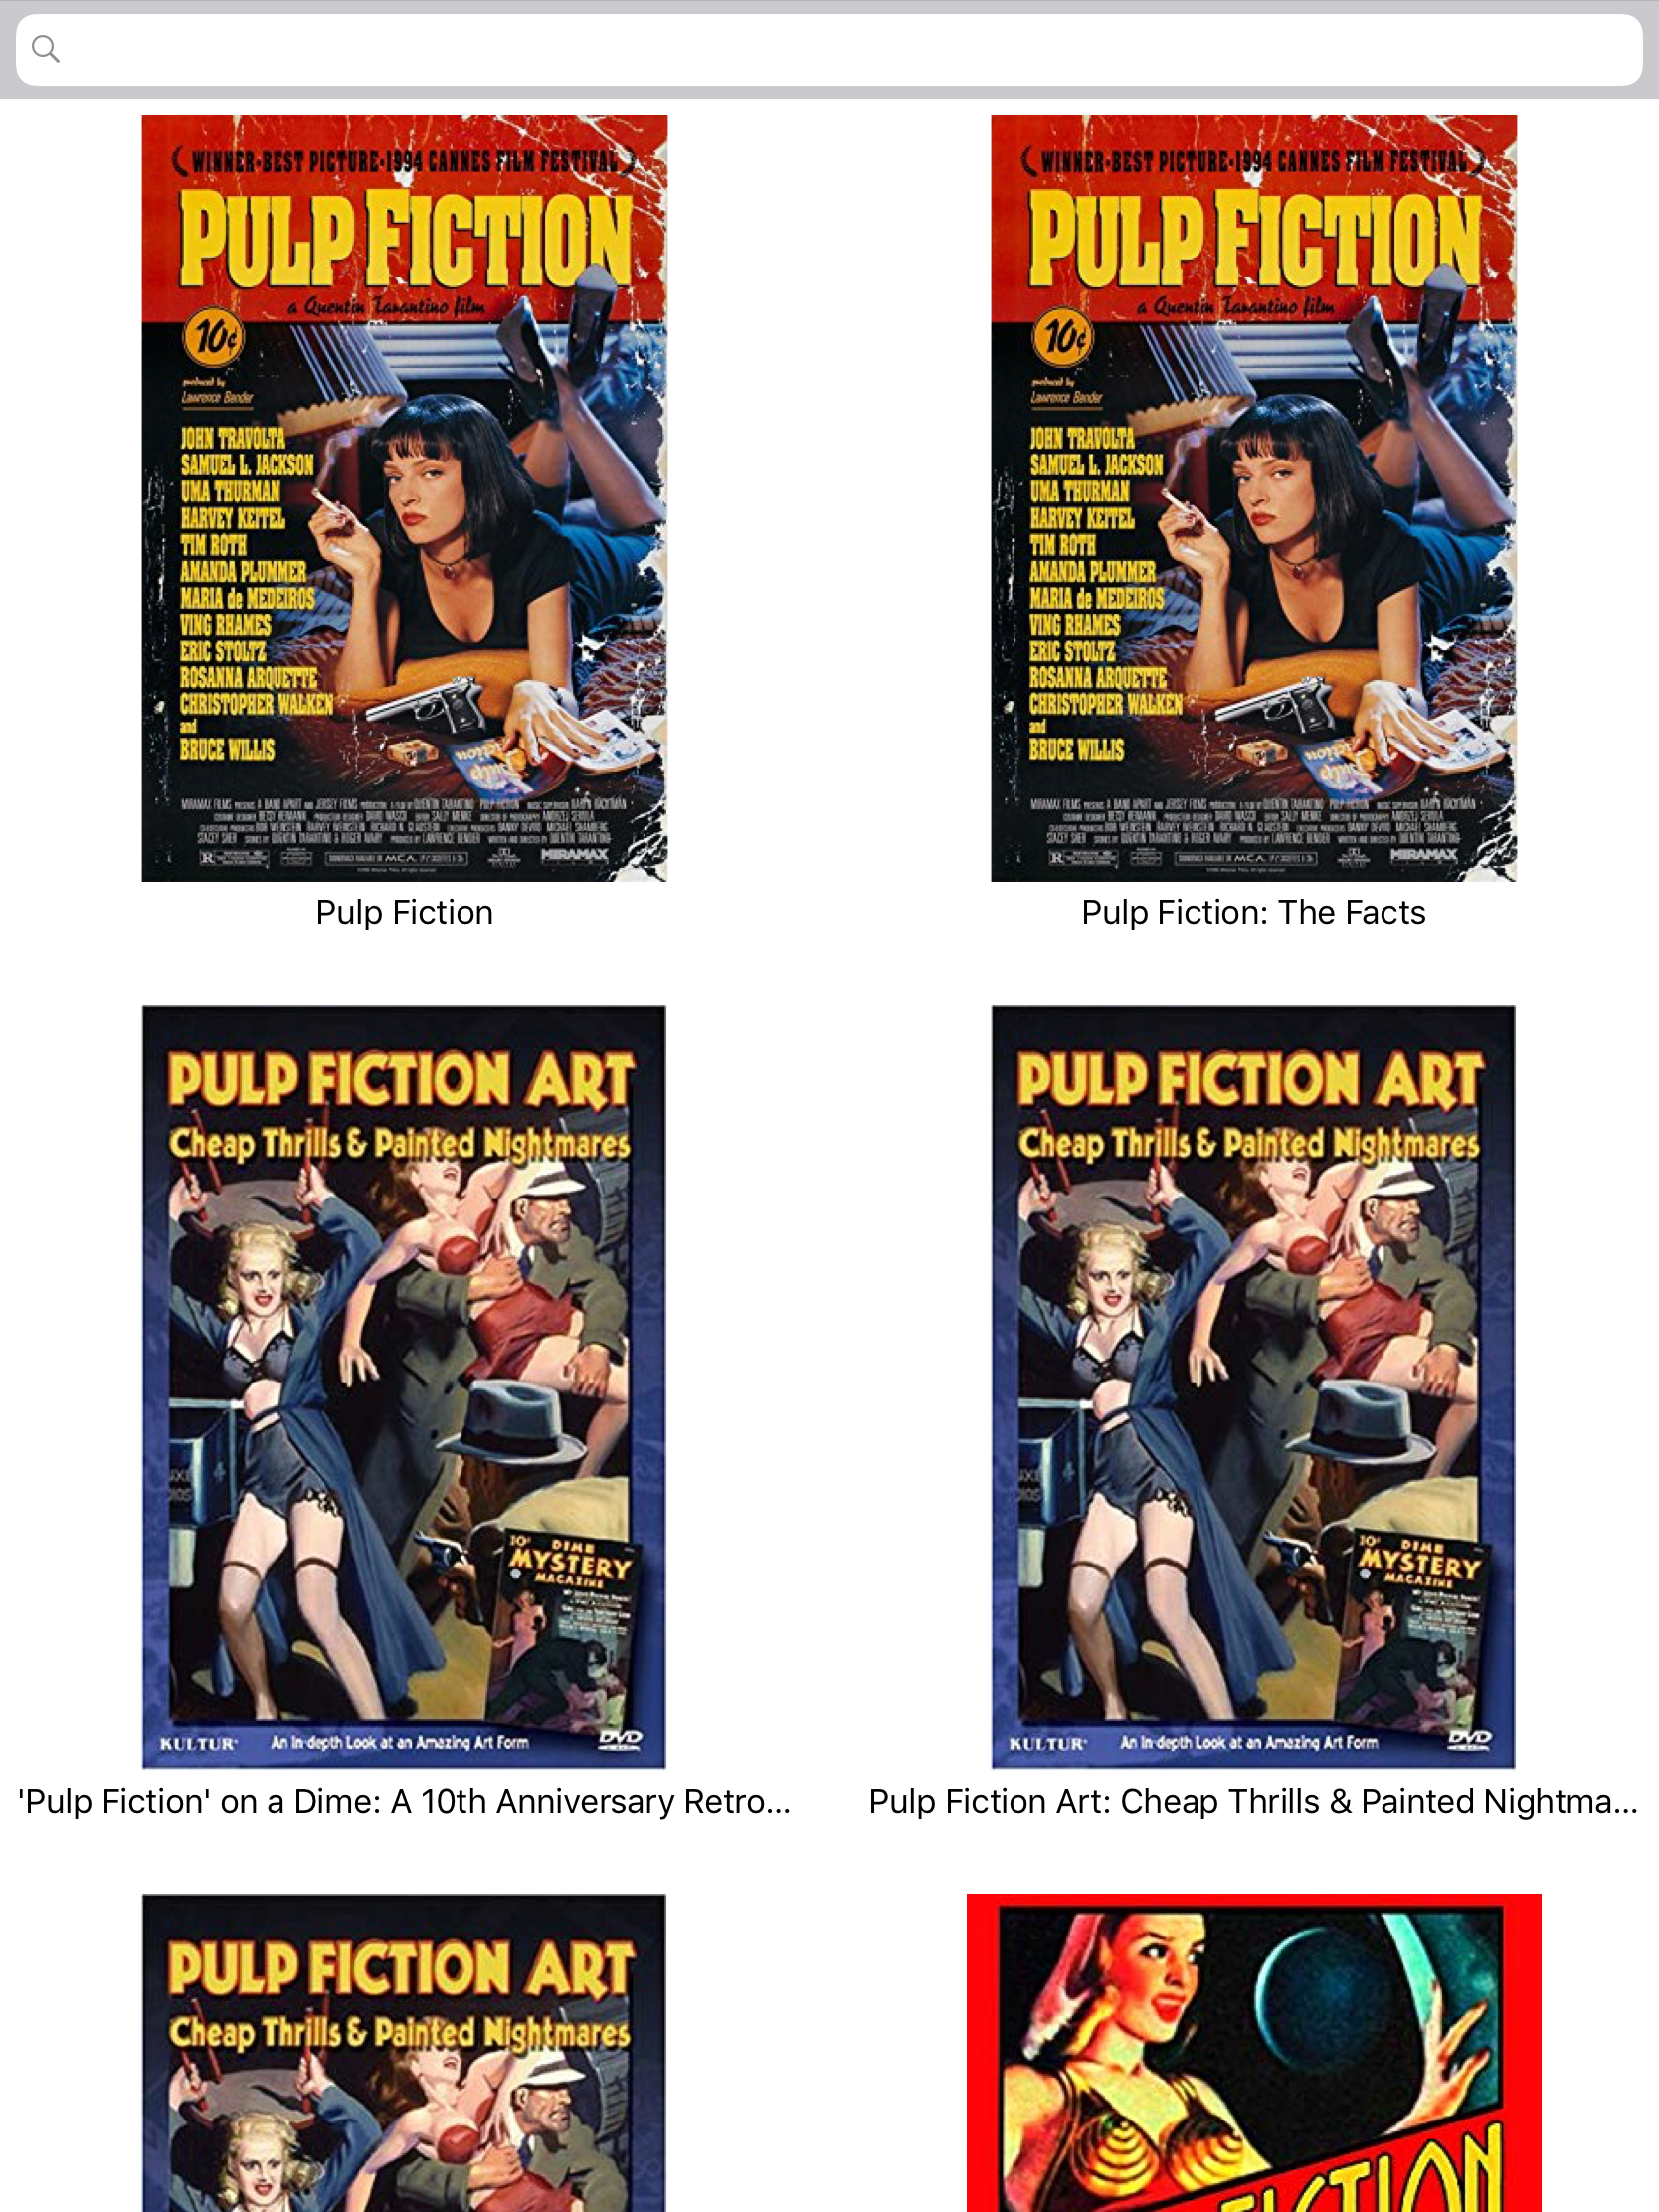 WINNER-BEST PICTURE-1994 CANNES FILM FESTIVAL
PULP FICTION
a Quentin Tarantino film
10¢
produced by
Lawrence Bender
JOHN TRAVOLTA
SAMUEL L. JACKSON
UMA THURMAN
HARVEY KEITEL
TIM ROTH
AMANDA PLUMMER
MARIA de MEDEIROS
VING RHAMES
ERIC STOLTZ
ROSANNA ARQUETTE
CHRISTOPHER WALKEN
and
BRUCE WILLIS
R
MIRAMAX
Pulp Fiction
WINNER-BEST PICTURE-1994 CANNES FILM FESTIVAL
PULP FICTION
a Quentin Tarantino film
10¢
produced by
Lawrence Bender
JOHN TRAVOLTA
SAMUEL L. JACKSON
UMA THURMAN
HARVEY KEITEL
TIM ROTH
AMANDA PLUMMER
MARIA de MEDEIROS
VING RHAMES
ERIC STOLTZ
ROSANNA ARQUETTE
CHRISTOPHER WALKEN
and
BRUCE WILLIS
R
MIRAMAX
Pulp Fiction: The Facts
PULP FICTION ART
Cheap Thrills & Painted Nightmares
10¢ DIME
MYSTERY
MAGAZINE
KULTUR An In-depth Look at an Amazing Art Form DVD
'Pulp Fiction' on a Dime: A 10th Anniversary Retro...
PULP FICTION ART
Cheap Thrills & Painted Nightmares
10¢ DIME
MYSTERY
MAGAZINE
KULTUR An In-depth Look at an Amazing Art Form DVD
Pulp Fiction Art: Cheap Thrills & Painted Nightma...
PULP FICTION ART
Cheap Thrills & Painted Nightmares
FICTION